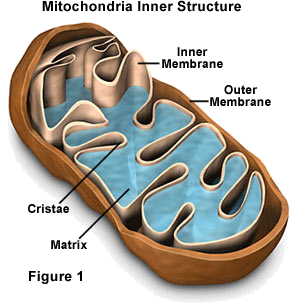 Mitochondria Inner Structure
Inner
Membrane
Outer
Membrane
Cristae
Matrix
Figure 1